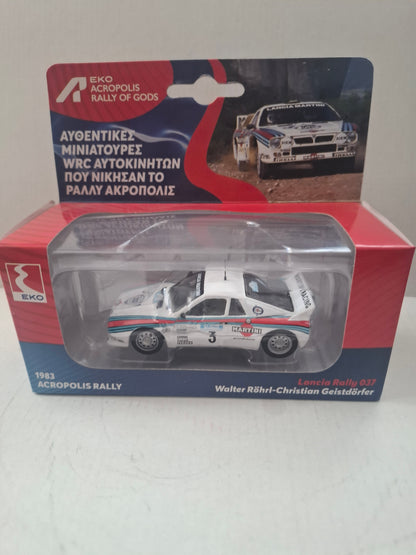 EKO
ACROPOLIS
RALLY OF GODS
LANCIA MARTINI
ΑΥΘΕΝΤΙΚΕΣ
ΜΙΝΙΑΤΟΥΡΕΣ
WRC ΑΥΤΟΚΙΝΗΤΩΝ
ΠΟΥ ΝΙΚΗΣΑΝ ΤΟ
ΡΑΛΛΥ ΑΚΡΟΠΟΛΙΣ
EKO
MARTINI
3
1983
ACROPOLIS RALLY
Lancia Rally 037
Walter Röhrl-Christian Geistdörfer